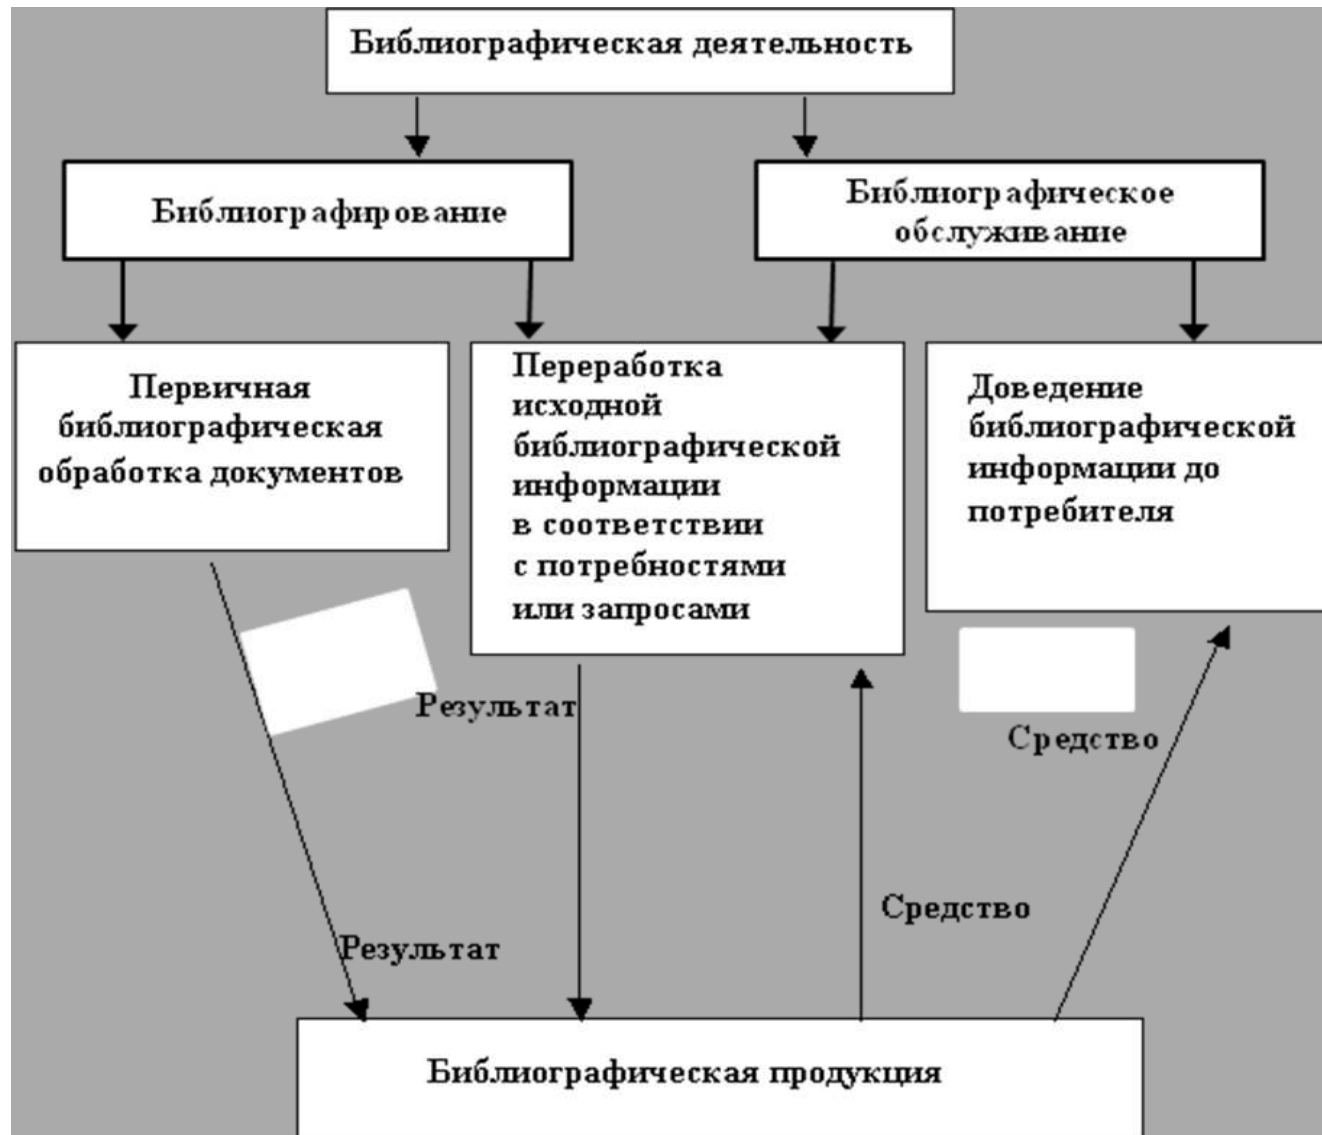 Библиографическая деятельность
Библиографирование
Библиографическое
обслуживание
Первичная
библиографическая
обработка документов
Переработка
исходной
библиографической
информации
в соответствии
с потребностями
или запросами
Доведение
библиографической
информации до
потребителя
Результат
Средство
Средство
Результат
Библиографическая продукция